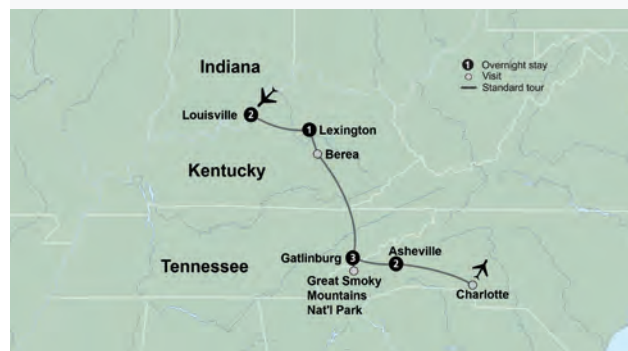 Indiana
1 Overnight stay
Visit
Standard tour
Louisville 2
1 Lexington
Berea
Kentucky
Tennessee
Gatlinburg 3
Asheville
2
Great Smoky
Mountains
Nat'l Park
Charlotte